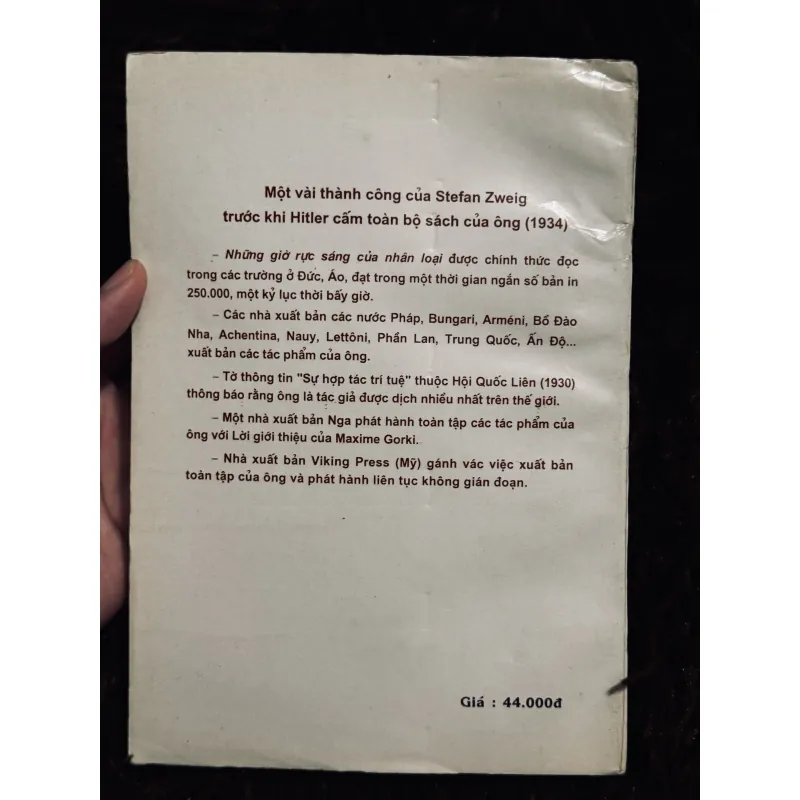 Một vài thành công của Stefan Zweig
trước khi Hitler cấm toàn bộ sách của ông (1934)
– Những giờ rực sáng của nhân loại được chính thức đọc
trong các trường ở Đức, Áo, đạt trong một thời gian ngắn số bản in
250.000, một kỷ lục thời bấy giờ.
– Các nhà xuất bản các nước Pháp, Bungari, Arméni, Bồ Đào
Nha, Achentina, Nauy, Lettôni, Phần Lan, Trung Quốc, Ấn Độ...
xuất bản các tác phẩm của ông.
– Tờ thông tin "Sự hợp tác trí tuệ" thuộc Hội Quốc Liên (1930)
thông báo rằng ông là tác giả được dịch nhiều nhất trên thế giới.
– Một nhà xuất bản Nga phát hành toàn tập các tác phẩm của
ông với Lời giới thiệu của Maxime Gorki.
– Nhà xuất bản Viking Press (Mỹ) gánh vác việc xuất bản
toàn tập của ông và phát hành liên tục không gián đoạn.
Giá : 44.000đ